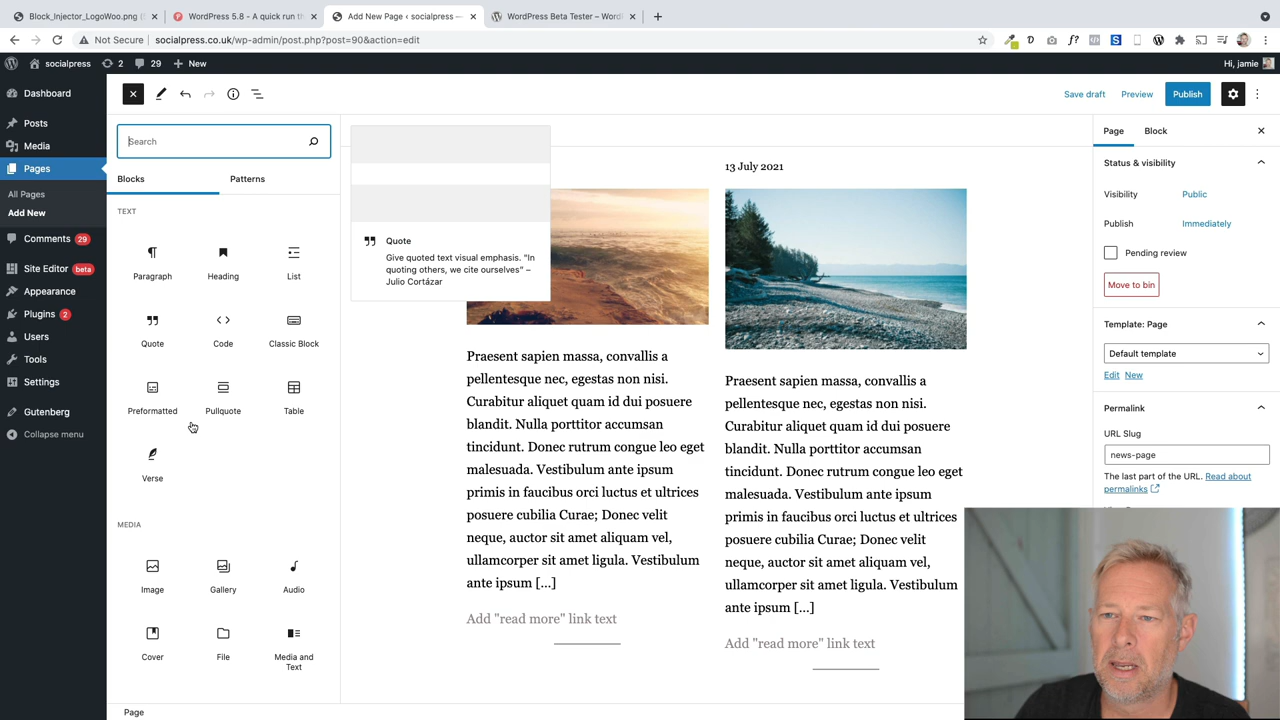 Block_Injector_LogoWoo.png (
WordPress 5.8 - A quick run th
Add New Page ‹ socialpress —
WordPress Beta Tester – Word
Not Secure
socialpress.co.uk/wp-admin/post.php?post=90&action=edit
socialpress
2
29
New
Hi, jamie
Dashboard
Posts
Media
Pages
All Pages
Add New
Comments 29
Site Editor beta
Appearance
Plugins 2
Users
Tools
Settings
Gutenberg
Collapse menu
Save draft
Preview
Publish
Search
Blocks
Patterns
TEXT
Paragraph
Heading
List
Quote
Code
Classic Block
Preformatted
Pullquote
Table
Verse
MEDIA
Image
Gallery
Audio
Cover
File
Media and
Text
Quote
Give quoted text visual emphasis. "In
quoting others, we cite ourselves" –
Julio Cortázar
Praesent sapien massa, convallis a
pellentesque nec, egestas non nisi.
Curabitur aliquet quam id dui posuere
blandit. Nulla porttitor accumsan
tincidunt. Donec rutrum congue leo eget
malesuada. Vestibulum ante ipsum
primis in faucibus orci luctus et ultrices
posuere cubilia Curae; Donec velit
neque, auctor sit amet aliquam vel,
ullamcorper sit amet ligula. Vestibulum
ante ipsum […]
Add "read more" link text
13 July 2021
Praesent sapien massa, convallis a
pellentesque nec, egestas non nisi.
Curabitur aliquet quam id dui posuere
blandit. Nulla porttitor accumsan
tincidunt. Donec rutrum congue leo eget
malesuada. Vestibulum ante ipsum
primis in faucibus orci luctus et ultrices
posuere cubilia Curae; Donec velit
neque, auctor sit amet aliquam vel,
ullamcorper sit amet ligula. Vestibulum
ante ipsum […]
Add "read more" link text
Page
Block
Status & visibility
Visibility
Public
Publish
Immediately
Pending review
Move to bin
Template: Page
Default template
Edit New
Permalink
URL Slug
news-page
The last part of the URL. Read about
permalinks
Page